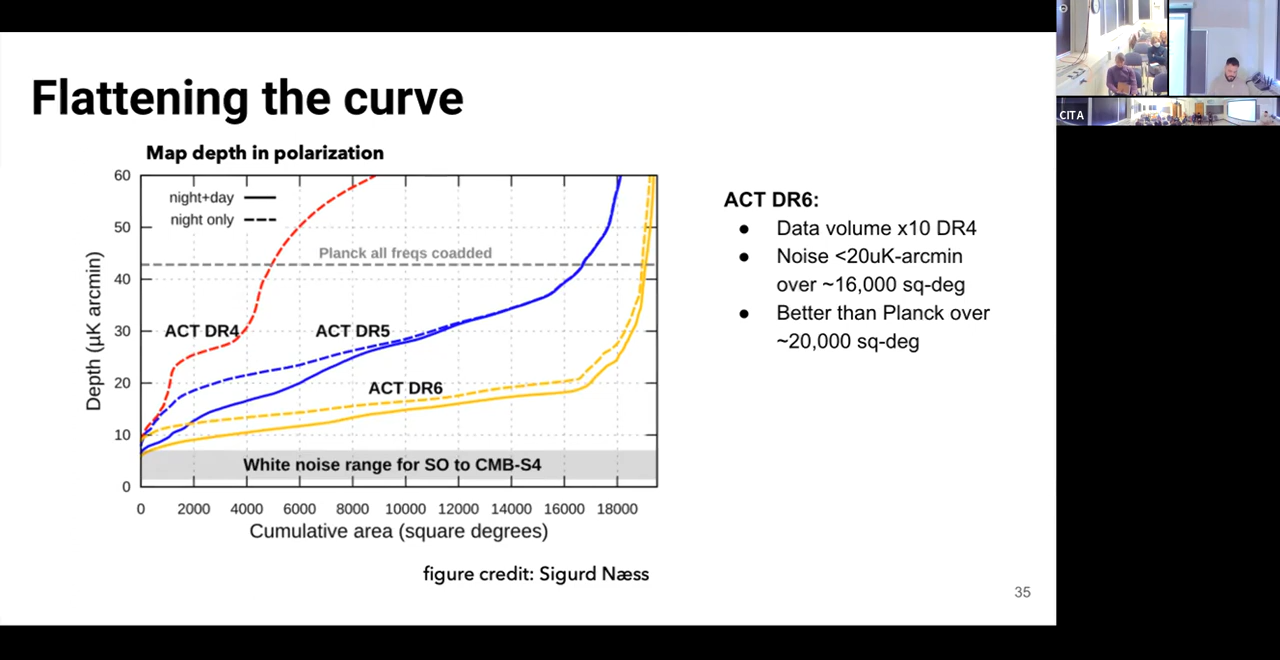 Flattening the curve
Map depth in polarization
60
50
40
30
20
10
0
Depth (µK arcmin)
night+day
night only
Planck all freqs coadded
ACT DR4
ACT DR5
ACT DR6
White noise range for SO to CMB-S4
0 2000 4000 6000 8000 10000 12000 14000 16000 18000
Cumulative area (square degrees)
figure credit: Sigurd Næss
ACT DR6:
● Data volume x10 DR4
● Noise <20uK-arcmin
over ~16,000 sq-deg
● Better than Planck over
~20,000 sq-deg
35
CITA